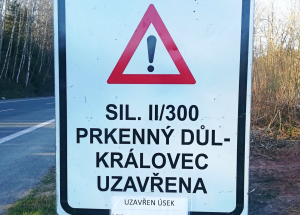 SIL. II/300
PRKENNÝ DŮL-
KRÁLOVEC
UZAVŘENA
UZAVŘEN ÚSEK